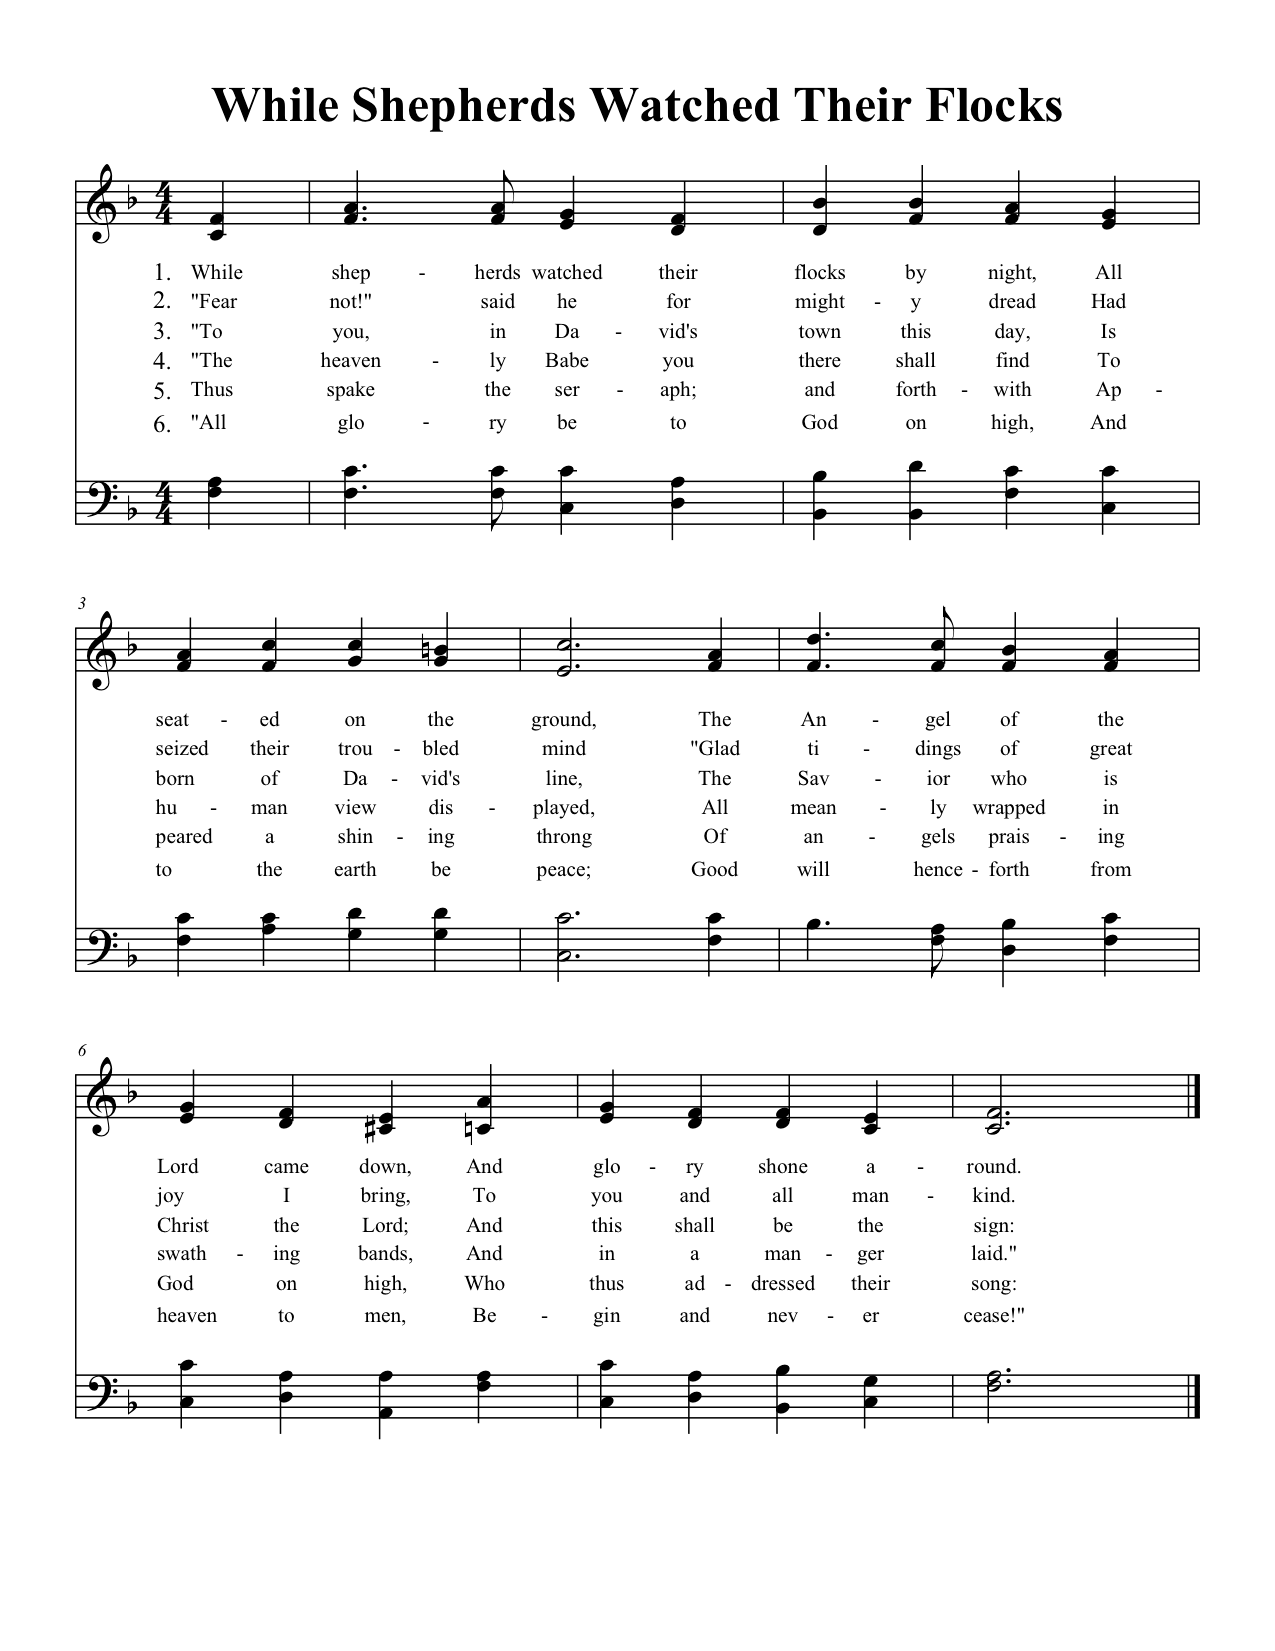 While Shepherds Watched Their Flocks
4 4
1. While shep - herds watched their flocks by night, All
2. "Fear not!" said he for might - y dread Had
3. "To you, in Da - vid's town this day, Is
4. "The heaven - ly Babe you there shall find To
5. Thus spake the ser - aph; and forth - with Ap -
6. "All glo - ry be to God on high, And
4 4
3
seat - ed on the ground, The An - gel of the
seized their trou - bled mind "Glad ti - dings of great
born of Da - vid's line, The Sav - ior who is
hu - man view dis - played, All mean - ly wrapped in
peared a shin - ing throng Of an - gels prais - ing
to the earth be peace; Good will hence - forth from
6
Lord came down, And glo - ry shone a - round.
joy I bring, To you and all man - kind.
Christ the Lord; And this shall be the sign:
swath - ing bands, And in a man - ger laid."
God on high, Who thus ad - dressed their song:
heaven to men, Be - gin and nev - er cease!"